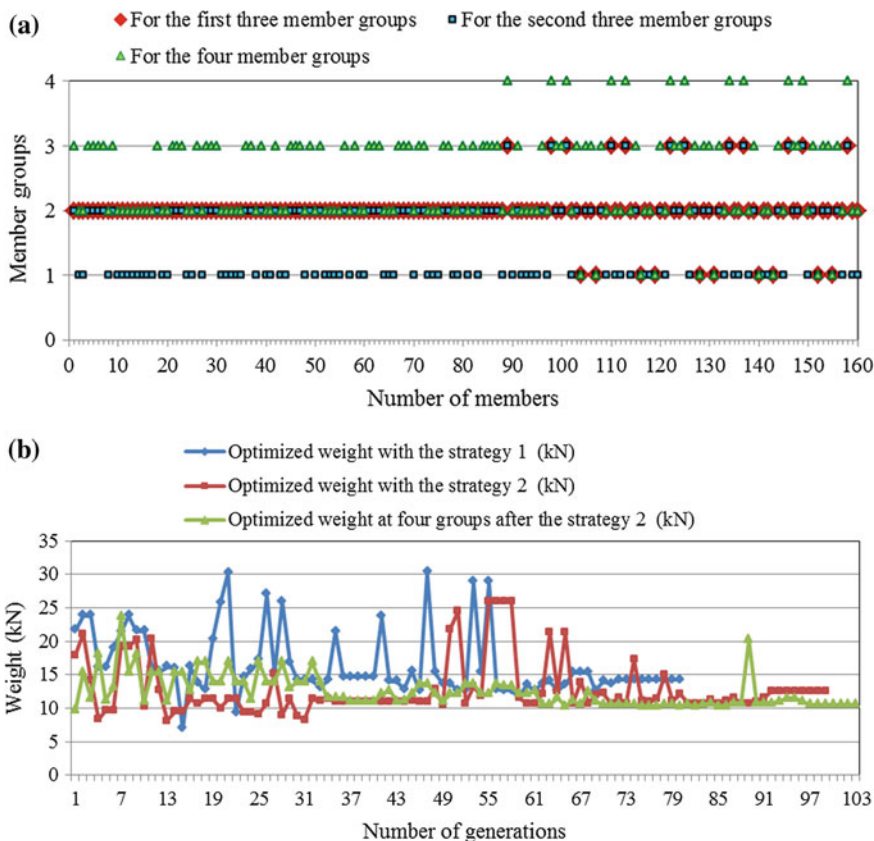 (a)
For the first three member groups
For the second three member groups
For the four member groups
4
3
2
1
0
Member groups
0 10 20 30 40 50 60 70 80 90 100 110 120 130 140 150 160
Number of members
(b)
Optimized weight with the strategy 1 (kN)
Optimized weight with the strategy 2 (kN)
Optimized weight at four groups after the strategy 2 (kN)
35
30
25
20
15
10
5
0
Weight (kN)
1 7 13 19 25 31 37 43 49 55 61 67 73 79 85 91 97 103
Number of generations